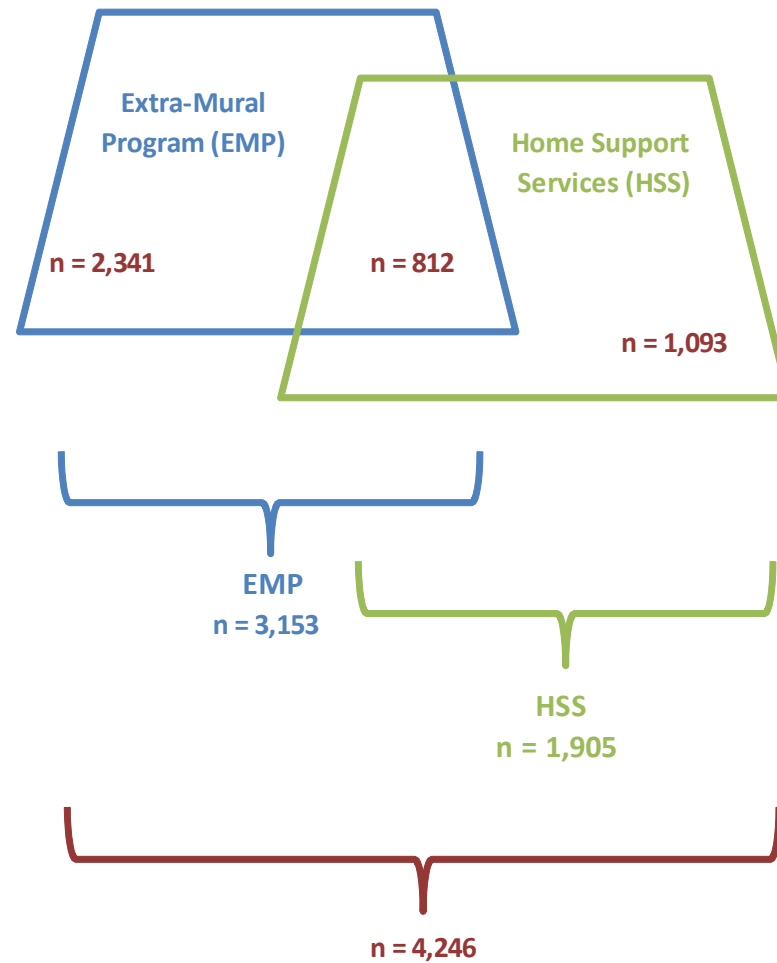 Extra-Mural
Program (EMP)
Home Support
Services (HSS)
n = 2,341
n = 812
n = 1,093
EMP
n = 3,153
HSS
n = 1,905
n = 4,246